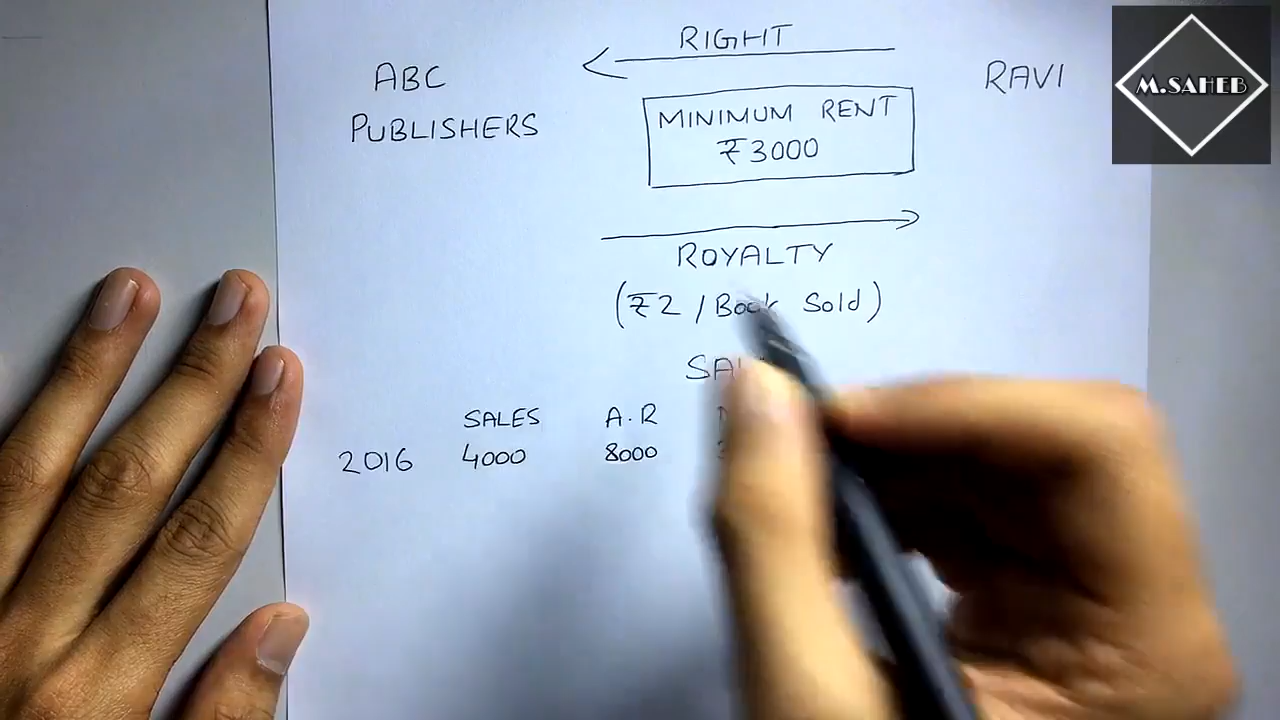 RIGHT
ABC
PUBLISHERS
RAVI
M.SAHEB
MINIMUM RENT
₹3000
ROYALTY
(₹2 / Book Sold)
SALES A.R
2016 4000 8000